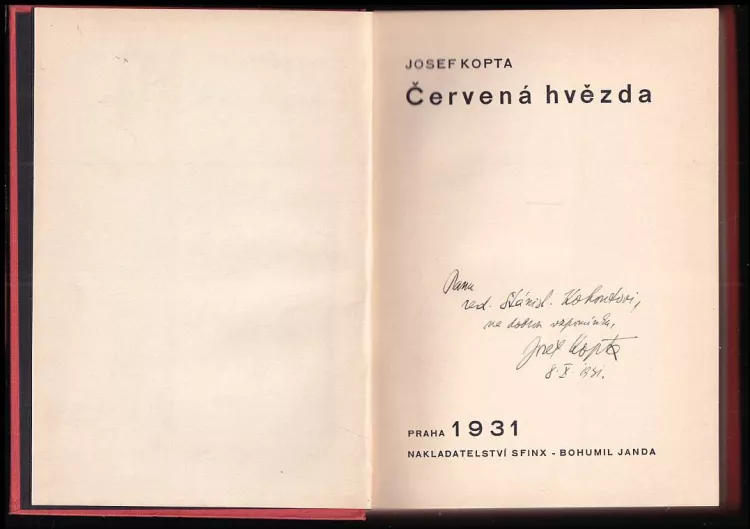 JOSEF KOPTA
Červená hvězda
Panu
red. Stanisl. Kokoškovi,
na dobrou vzpomínku,
Josef Kopta
8. X. 1931.
PRAHA 1931
NAKLADATELSTVÍ SFINX - BOHUMIL JANDA